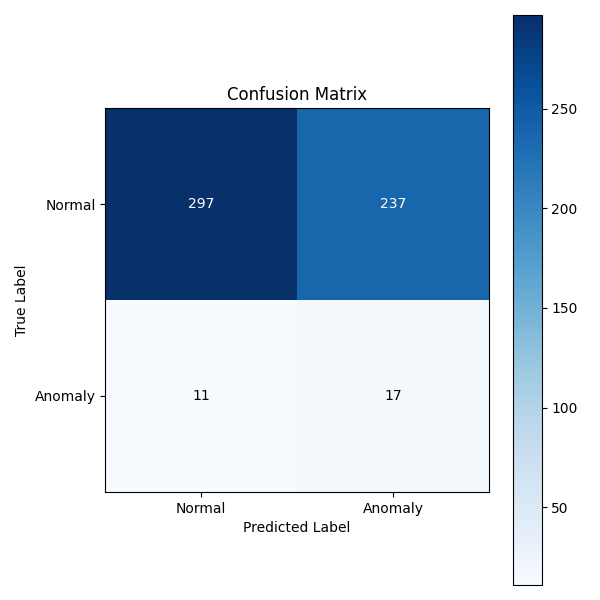 Confusion Matrix
True Label
Normal
297
237
Anomaly
11
17
Normal
Anomaly
Predicted Label
250
200
150
100
50